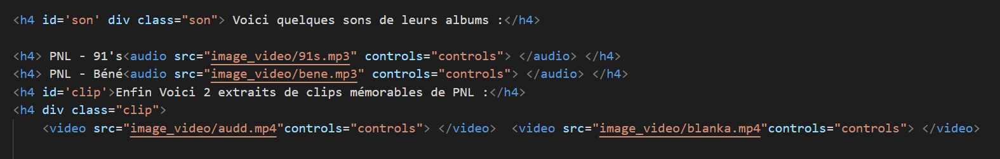 <h4 id='son' div class="son"> Voici quelques sons de leurs albums :</h4>
<h4> PNL - 91's<audio src="image_video/91s.mp3" controls="controls"> </audio> </h4>
<h4> PNL - Béné<audio src="image_video/bene.mp3" controls="controls"> </audio> </h4>
<h4 id='clip'>Enfin Voici 2 extraits de clips mémorables de PNL :</h4>
<h4 div class="clip">
<video src="image_video/audd.mp4"controls="controls"> </video>  <video src="image_video/blanka.mp4"controls="controls"> </video>